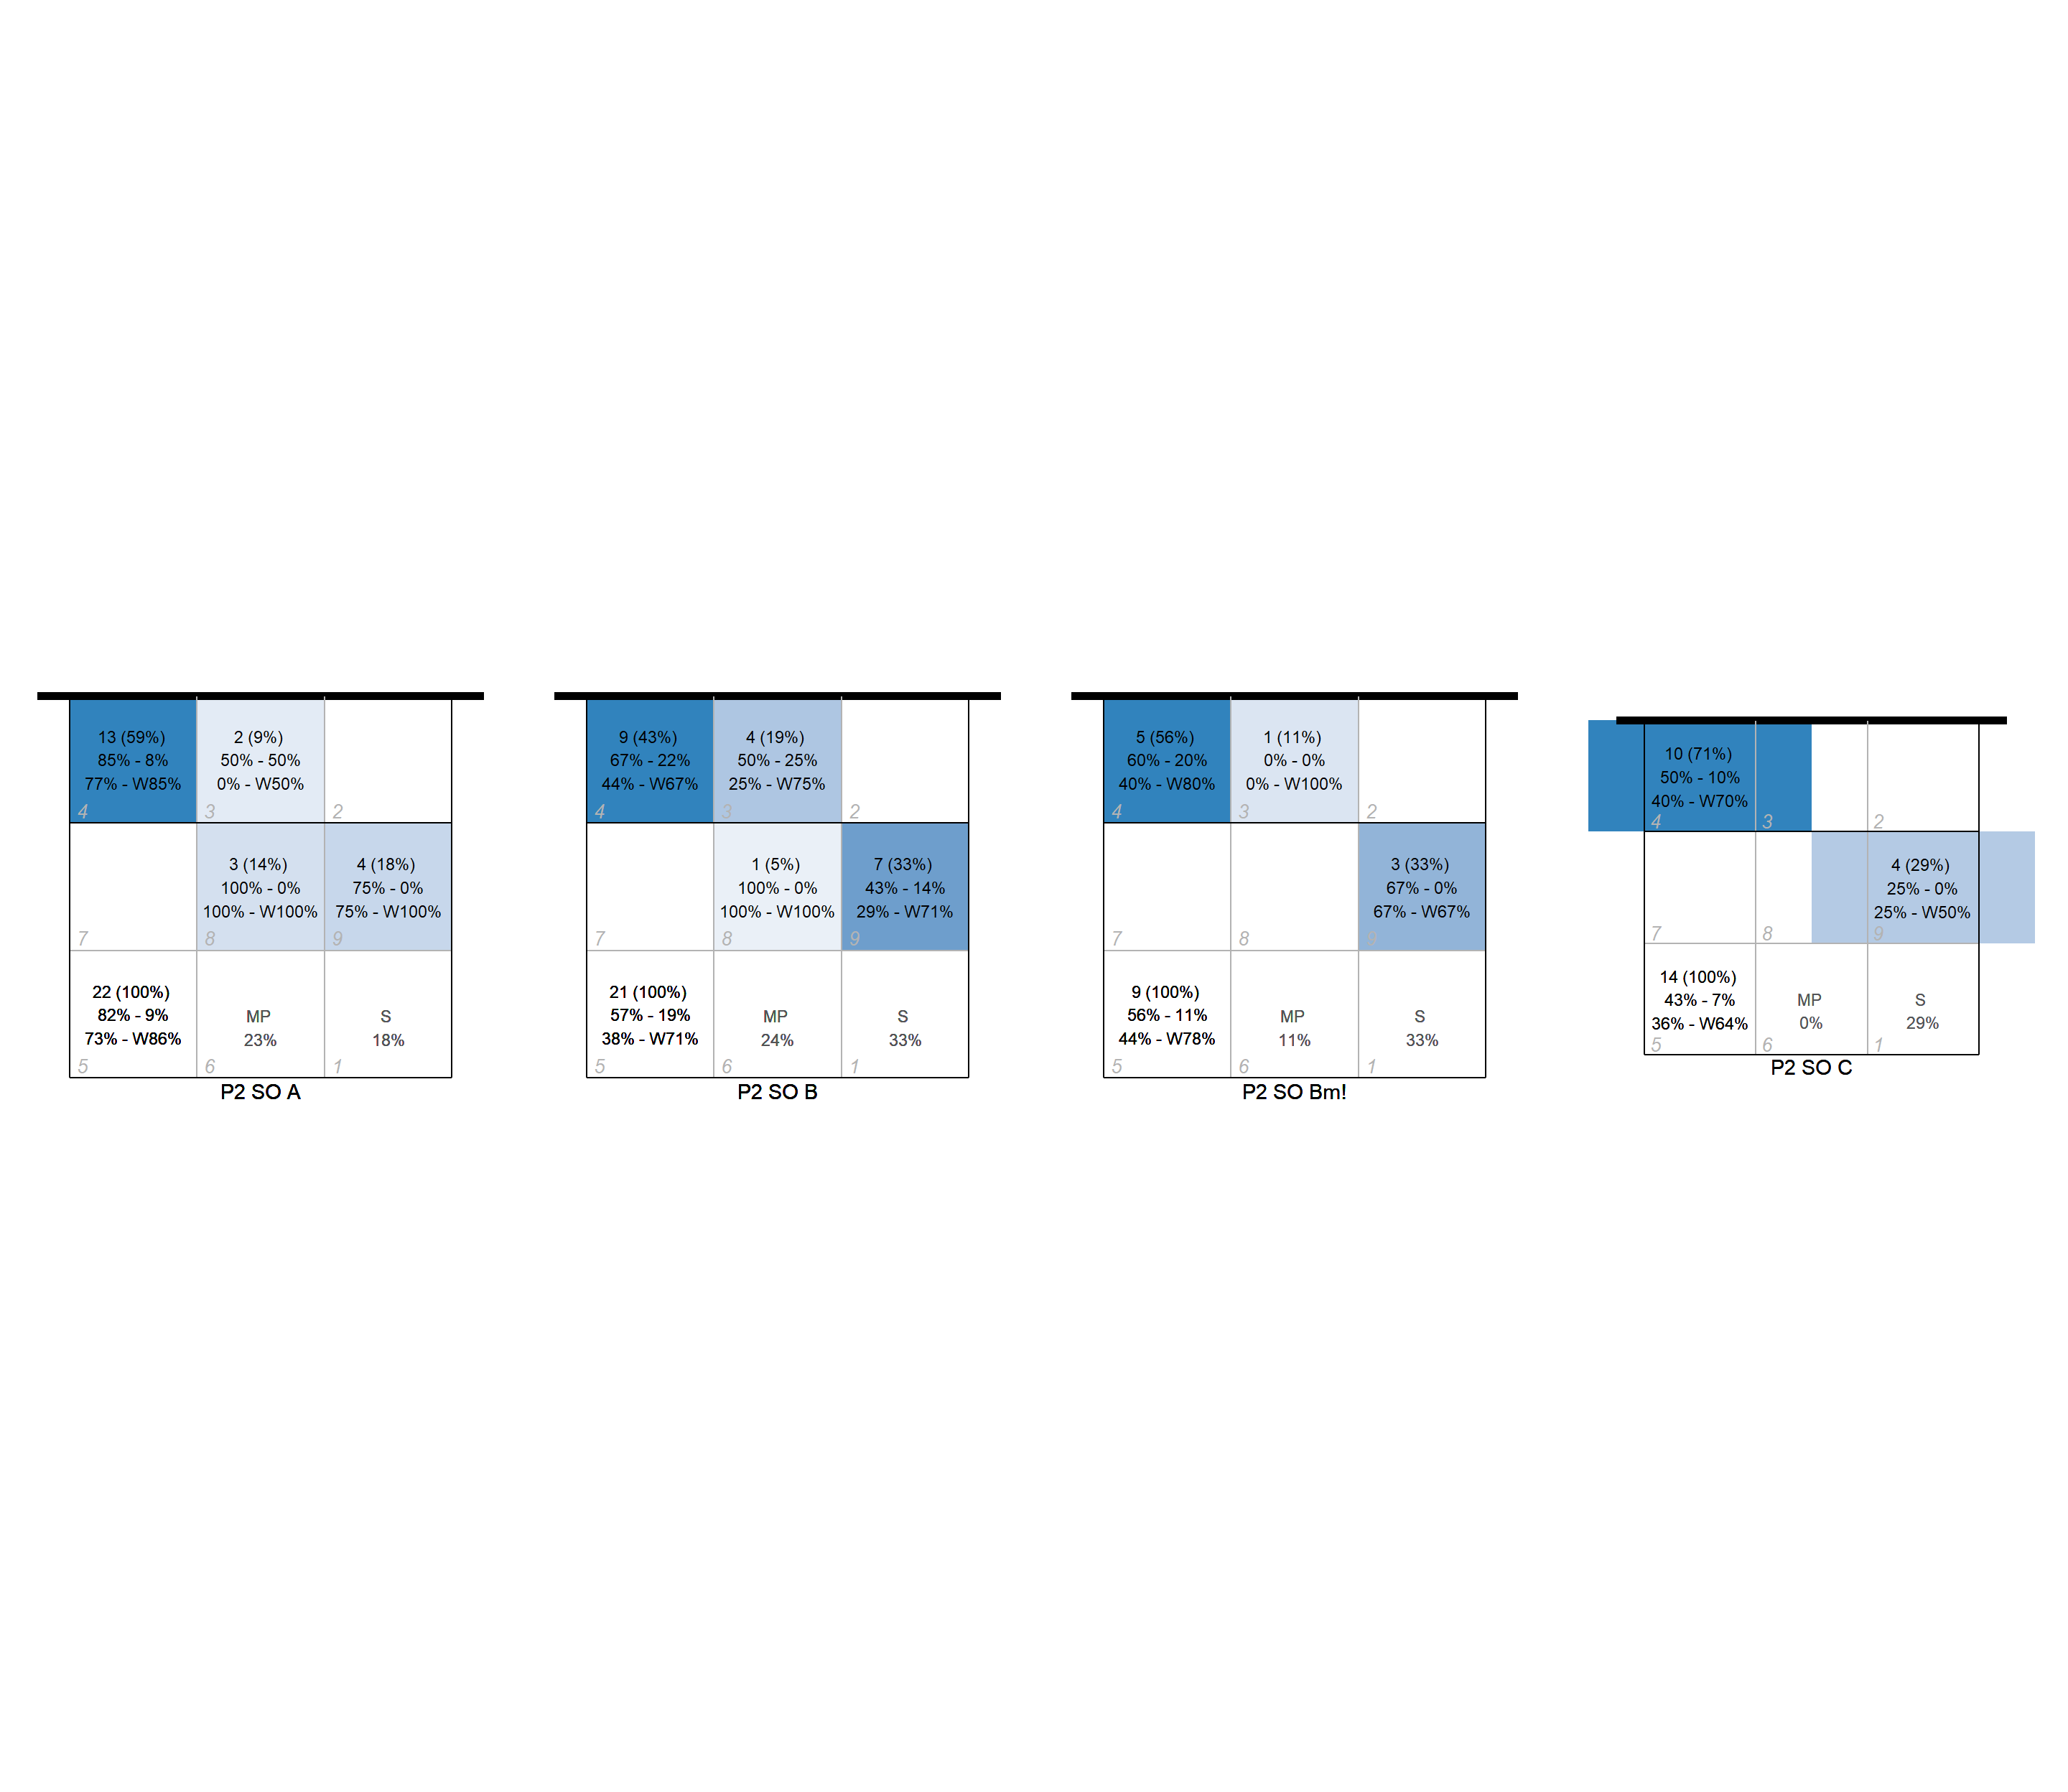 13 (59%)
85% - 8%
77% - W85%
4
2 (9%)
50% - 50%
0% - W50%
3
2
7
3 (14%)
100% - 0%
100% - W100%
8
4 (18%)
75% - 0%
75% - W100%
9
22 (100%)
82% - 9%
73% - W86%
5
MP
23%
6
S
18%
1
P2 SO A
9 (43%)
67% - 22%
44% - W67%
4
4 (19%)
50% - 25%
25% - W75%
3
2
7
1 (5%)
100% - 0%
100% - W100%
8
7 (33%)
43% - 14%
29% - W71%
9
21 (100%)
57% - 19%
38% - W71%
5
MP
24%
6
S
33%
1
P2 SO B
5 (56%)
60% - 20%
40% - W80%
4
1 (11%)
0% - 0%
0% - W100%
3
2
7
8
3 (33%)
67% - 0%
67% - W67%
9
9 (100%)
56% - 11%
44% - W78%
5
MP
11%
6
S
33%
1
P2 SO Bm!
10 (71%)
50% - 10%
40% - W70%
4
3
2
7
8
4 (29%)
25% - 0%
25% - W50%
9
14 (100%)
43% - 7%
36% - W64%
5
MP
0%
6
S
29%
1
P2 SO C